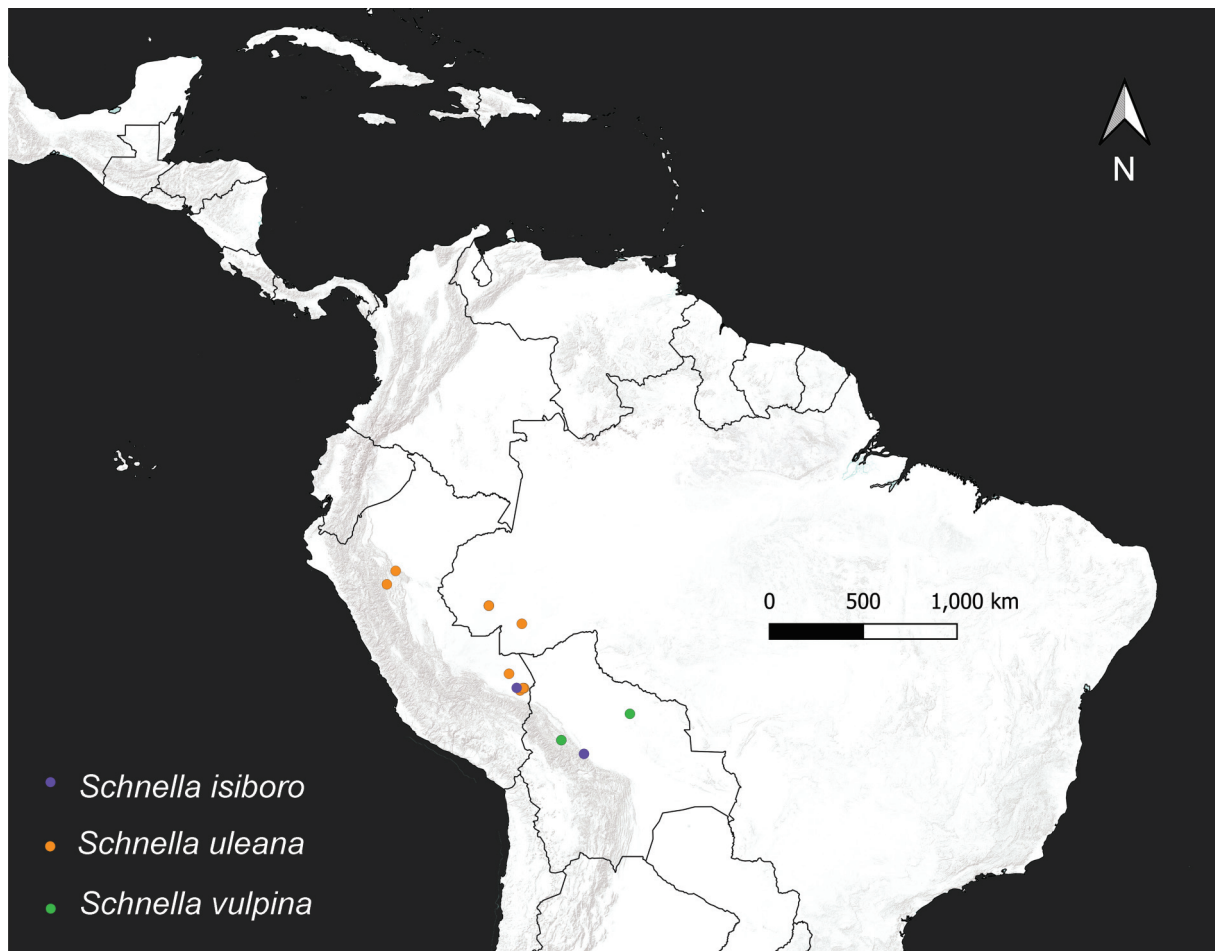 N
0 500 1,000 km
Schnella isiboro
Schnella uleana
Schnella vulpina